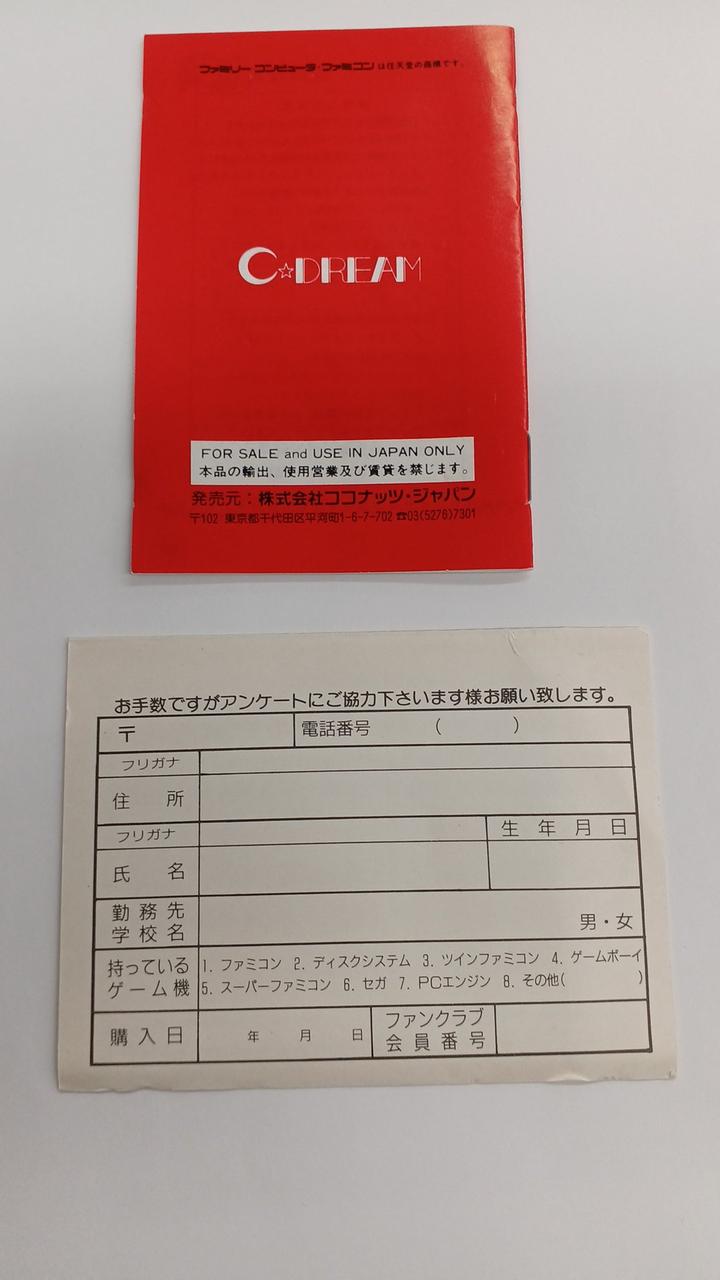 ファミリー コンピュータ・ファミコン は任天堂の商標です。
C☆DREAM
FOR SALE and USE IN JAPAN ONLY
本品の輸出、使用営業及び賃貸を禁じます。
発売元：株式会社ココナッツ・ジャパン
〒102 東京都千代田区平河町1-6-7-702 ☎03(5276)7301
お手数ですがアンケートにご協力下さいます様お願い致します。
〒 電話番号 （ ）
フリガナ
住 所
フリガナ 生 年 月 日
氏 名
勤務先
学校名 男・女
持っている 1. ファミコン 2. ディスクシステム 3. ツインファミコン 4. ゲームボーイ
ゲーム機 5. スーパーファミコン 6. セガ 7. PCエンジン 8. その他( )
購入日 年 月 日 ファンクラブ
会員番号